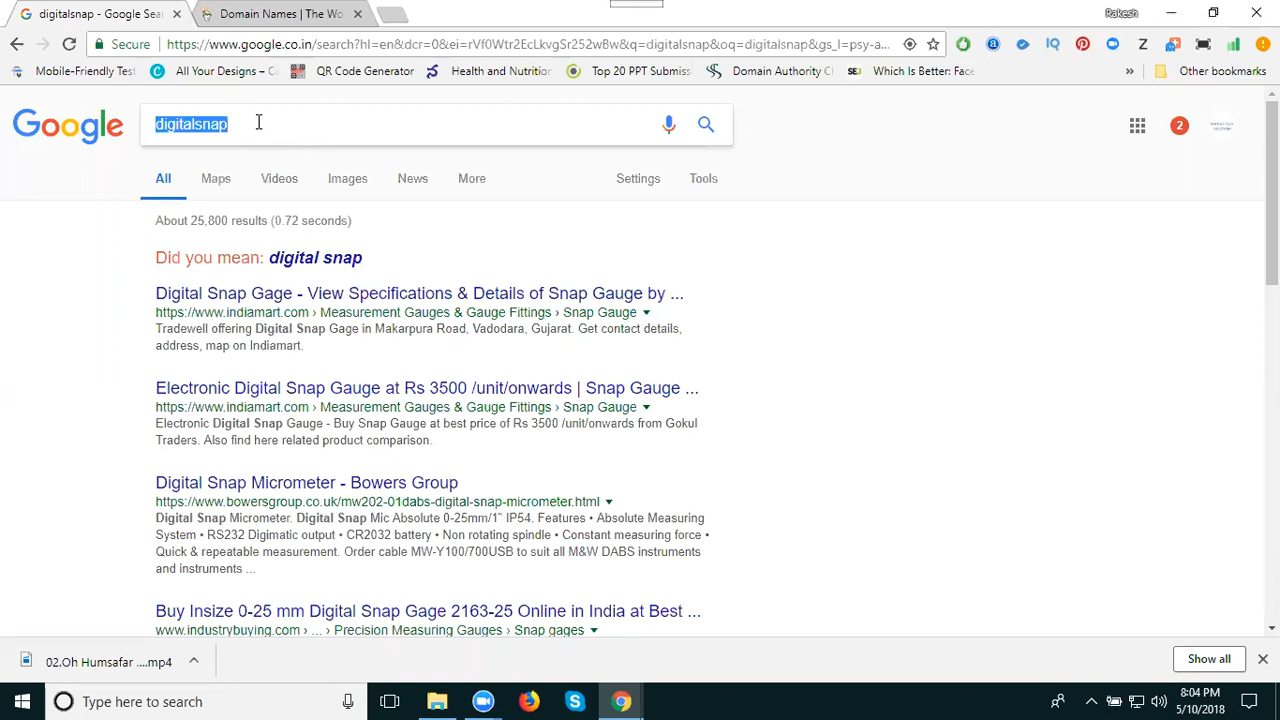 digitalsnap - Google Sea
Domain Names | The Wo
Rakesh
Secure
https://www.google.co.in/search?hl=en&dcr=0&ei=rVf0Wtr2EcLkvgSr252wBw&q=digitalsnap&oq=digitalsnap&gs_l=psy-a...
Mobile-Friendly Test
All Your Designs – C
QR Code Generator
Health and Nutrition
Top 20 PPT Submiss
Domain Authority Cl
Which Is Better: Face
»
Other bookmarks
Google
digitalsnap
2
All
Maps
Videos
Images
News
More
Settings
Tools
About 25,800 results (0.72 seconds)
Did you mean: digital snap
Digital Snap Gage - View Specifications & Details of Snap Gauge by ...
https://www.indiamart.com › Measurement Gauges & Gauge Fittings › Snap Gauge
Tradewell offering Digital Snap Gage in Makarpura Road, Vadodara, Gujarat. Get contact details,
address, map on Indiamart.
Electronic Digital Snap Gauge at Rs 3500 /unit/onwards | Snap Gauge ...
https://www.indiamart.com › Measurement Gauges & Gauge Fittings › Snap Gauge
Electronic Digital Snap Gauge - Buy Snap Gauge at best price of Rs 3500 /unit/onwards from Gokul
Traders. Also find here related product comparison.
Digital Snap Micrometer - Bowers Group
https://www.bowersgroup.co.uk/mw202-01dabs-digital-snap-micrometer.html
Digital Snap Micrometer. Digital Snap Mic Absolute 0-25mm/1" IP54. Features • Absolute Measuring
System • RS232 Digimatic output • CR2032 battery • Non rotating spindle • Constant measuring force •
Quick & repeatable measurement. Order cable MW-Y100/700USB to suit all M&W DABS instruments
and instruments ...
Buy Insize 0-25 mm Digital Snap Gage 2163-25 Online in India at Best ...
www.industrybuying.com › ... › Precision Measuring Gauges › Snap gages
02.Oh Humsafar ....mp4
Show all
Type here to search
8:04 PM
5/10/2018